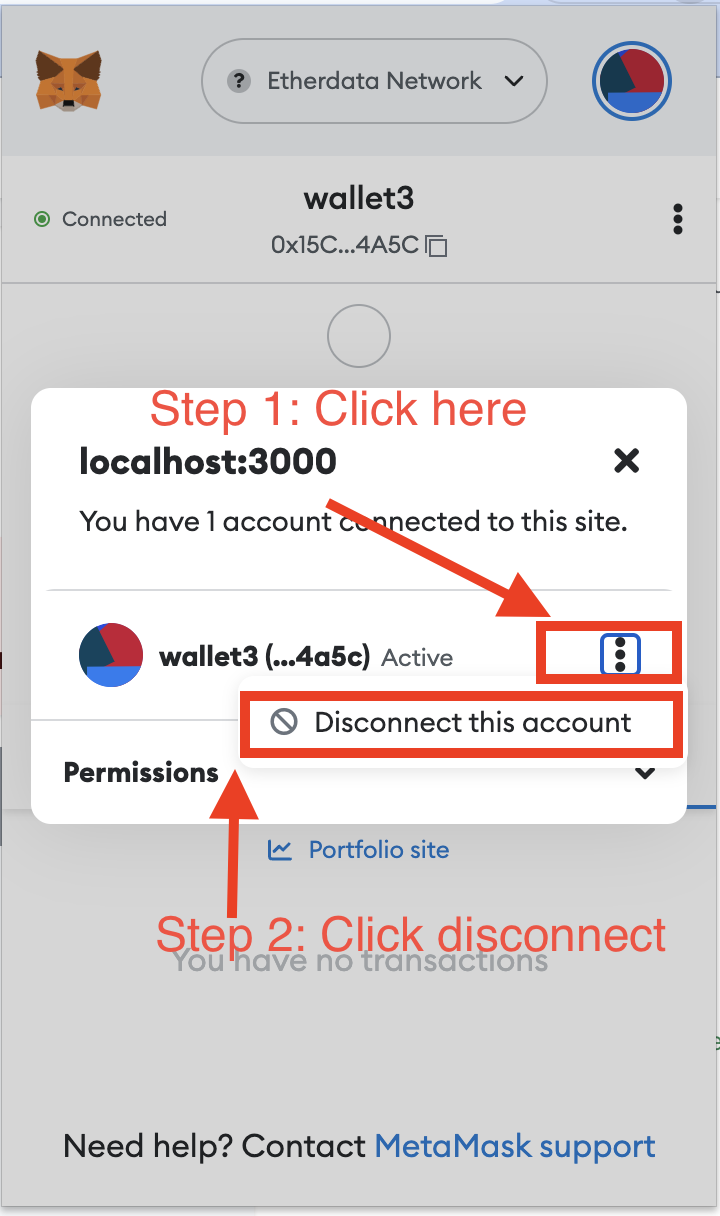 ? Etherdata Network
wallet3
Connected
0x15C...4A5C
Step 1: Click here
localhost:3000
You have 1 account connected to this site.
wallet3 (...4a5c) Active
Disconnect this account
Permissions
Portfolio site
Step 2: Click disconnect
You have no transactions
Need help? Contact MetaMask support